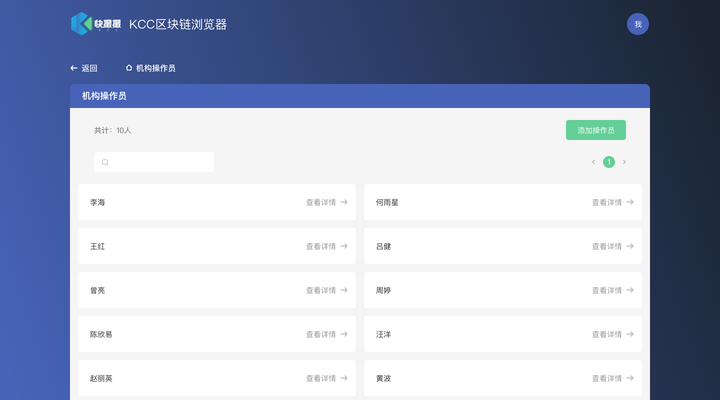 快屋屋 KCC区块链浏览器
我
返回 机构操作员
机构操作员
共计：10人
添加操作员
1
李海 查看详情
何雨星 查看详情
王红 查看详情
吕健 查看详情
曾亮 查看详情
周婷 查看详情
陈欣易 查看详情
汪洋 查看详情
赵丽英 查看详情
黄波 查看详情